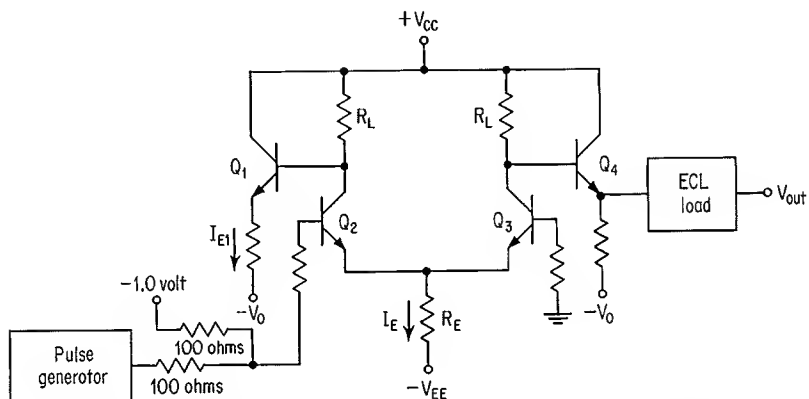 +V_CC
R_L
R_L
Q_1
Q_4
ECL
load
V_out
Q_2
Q_3
I_E1
-1.0 volt
-V_0
-V_0
I_E
R_E
100 ohms
Pulse
generotor
100 ohms
-V_EE